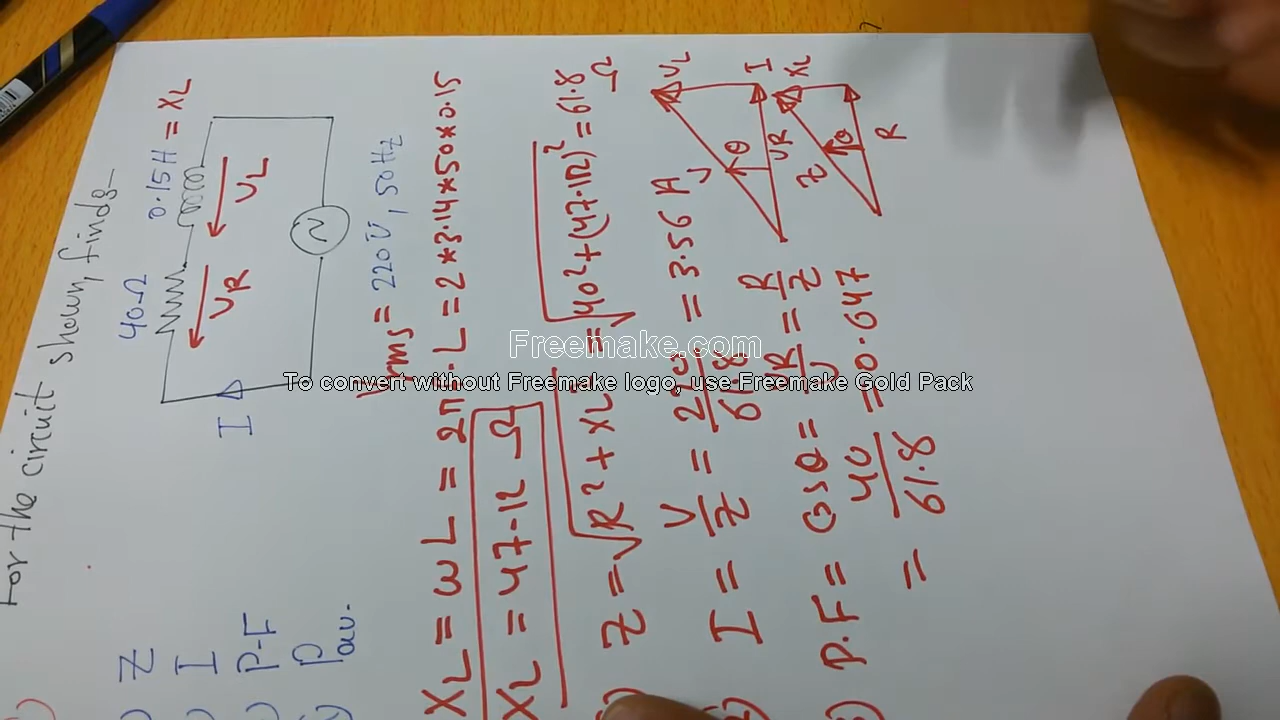 For the circuit shown, finds-
Z
I
P-F
Pav.
40Ω
0.15H = XL
VR
VL
I
Vrms = 220V, 50Hz
XL = ωL = 2π . L = 2*3.14*50*0.15
XL = 47.12 Ω
Z = √R² + XL² = √40²+(47.12)² = 61.8 Ω
I = V/Z = 220/61.8 = 3.56 A
P.F = cosθ = VR/V = R/Z
= 40/61.8 = 0.647
VL
I
θ
VR
XL
Z
θ
R
Freemake.com
To convert without Freemake logo, use Freemake Gold Pack